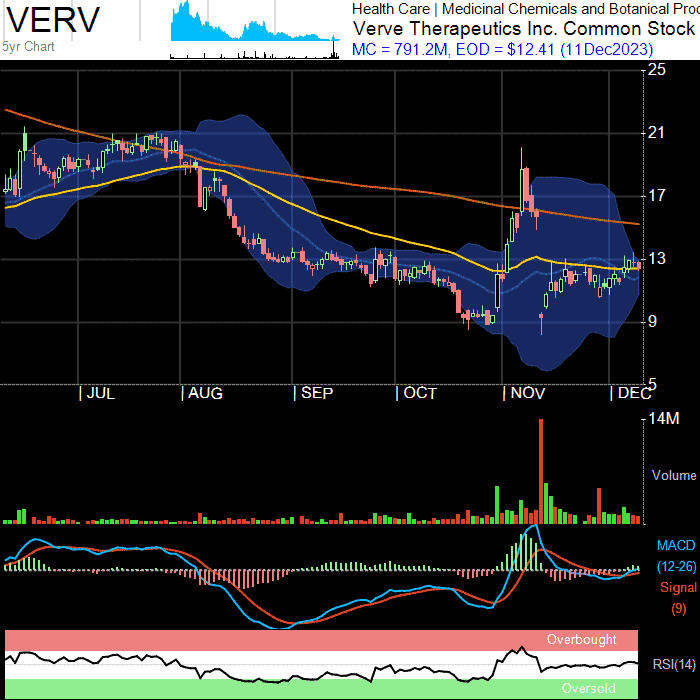 VERV
Health Care | Medicinal Chemicals and Botanical Prod
Verve Therapeutics Inc. Common Stock
5yr Chart
MC = 791.2M, EOD = $12.41 (11Dec2023)
25
21
17
13
9
5
| JUL | AUG | SEP | OCT | NOV | DEC
14M
Volume
MACD
(12-26)
Signal
(9)
Overbought
RSI(14)
Oversold